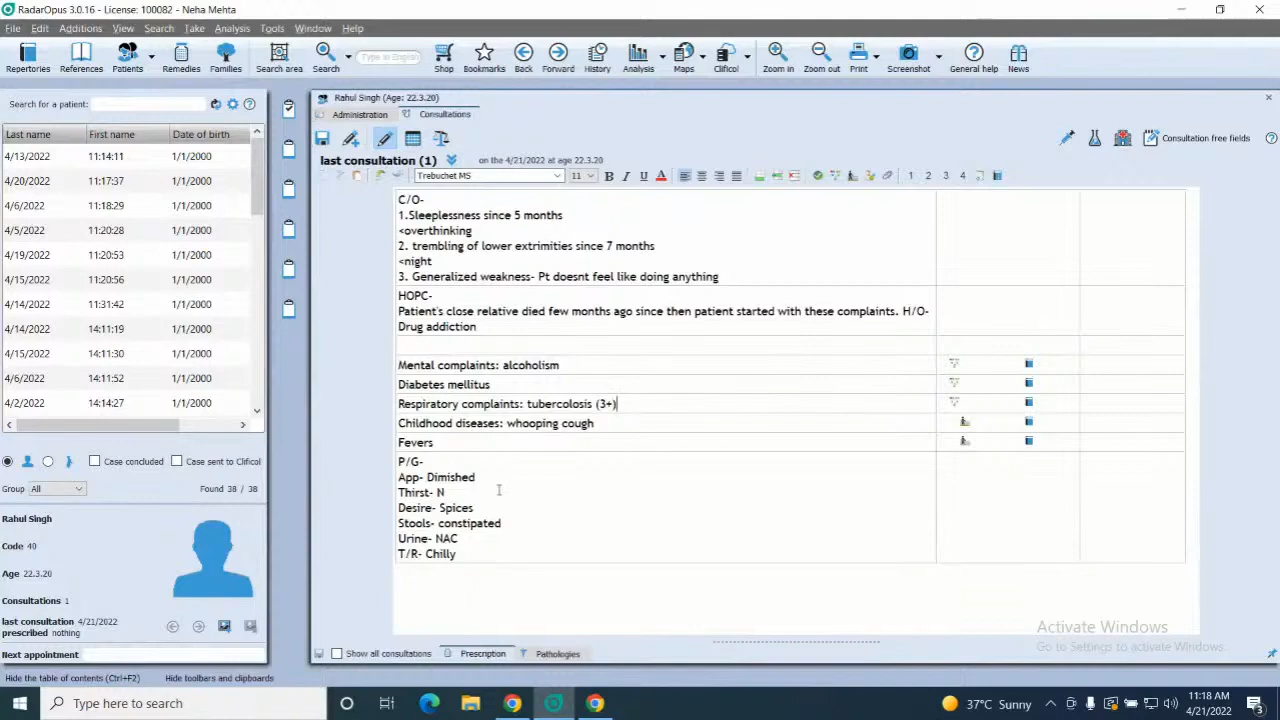 RadarOpus 3.0.16 - License: 100082 - Neha Mehta
File Edit Additions View Search Take Analysis Tools Window Help
Type in English
Repertories References Patients Remedies Families Search area Search Shop Bookmarks Back Forward History Analysis Maps Clificol Zoom in Zoom out Print Screenshot General help News
Search for a patient:
Last name First name Date of birth
4/13/2022 11:14:11 1/1/2000
4/20/2022 11:17:37 1/1/2000
4/6/2022 11:18:29 1/1/2000
4/5/2022 11:20:28 1/1/2000
4/19/2022 11:20:53 1/1/2000
4/15/2022 11:20:56 1/1/2000
4/14/2022 11:31:42 1/1/2000
4/14/2022 14:11:19 1/1/2000
4/15/2022 14:11:30 1/1/2000
4/6/2022 14:11:52 1/1/2000
4/2/2022 14:14:27 1/1/2000
Case concluded Case sent to Clificol
Group All Found 38 / 38
Rahul Singh
Code 40
Age 22.3.20
Consultations 1
last consultation 4/21/2022
prescribed nothing
Next appointment
Rahul Singh (Age: 22.3.20)
Administration Consultations
Consultation free fields
last consultation (1) on the 4/21/2022 at age 22.3.20
Trebuchet MS 11 B I U A 1 2 3 4
C/O-
1.Sleeplessness since 5 months
<overthinking
2. trembling of lower extrimities since 7 months
<night
3. Generalized weakness- Pt doesnt feel like doing anything
HOPC-
Patient's close relative died few months ago since then patient started with these complaints. H/O-
Drug addiction
Mental complaints: alcoholism
Diabetes mellitus
Respiratory complaints: tubercolosis (3+)
Childhood diseases: whooping cough
Fevers
P/G-
App- Dimished
Thirst- N
Desire- Spices
Stools- constipated
Urine- NAC
T/R- Chilly
Activate Windows
Go to Settings to activate Windows.
Show all consultations Prescription Pathologies
Hide the table of contents (Ctrl+F2) Hide toolbars and clipboards
Type here to search
37°C Sunny
11:18 AM
4/21/2022
3